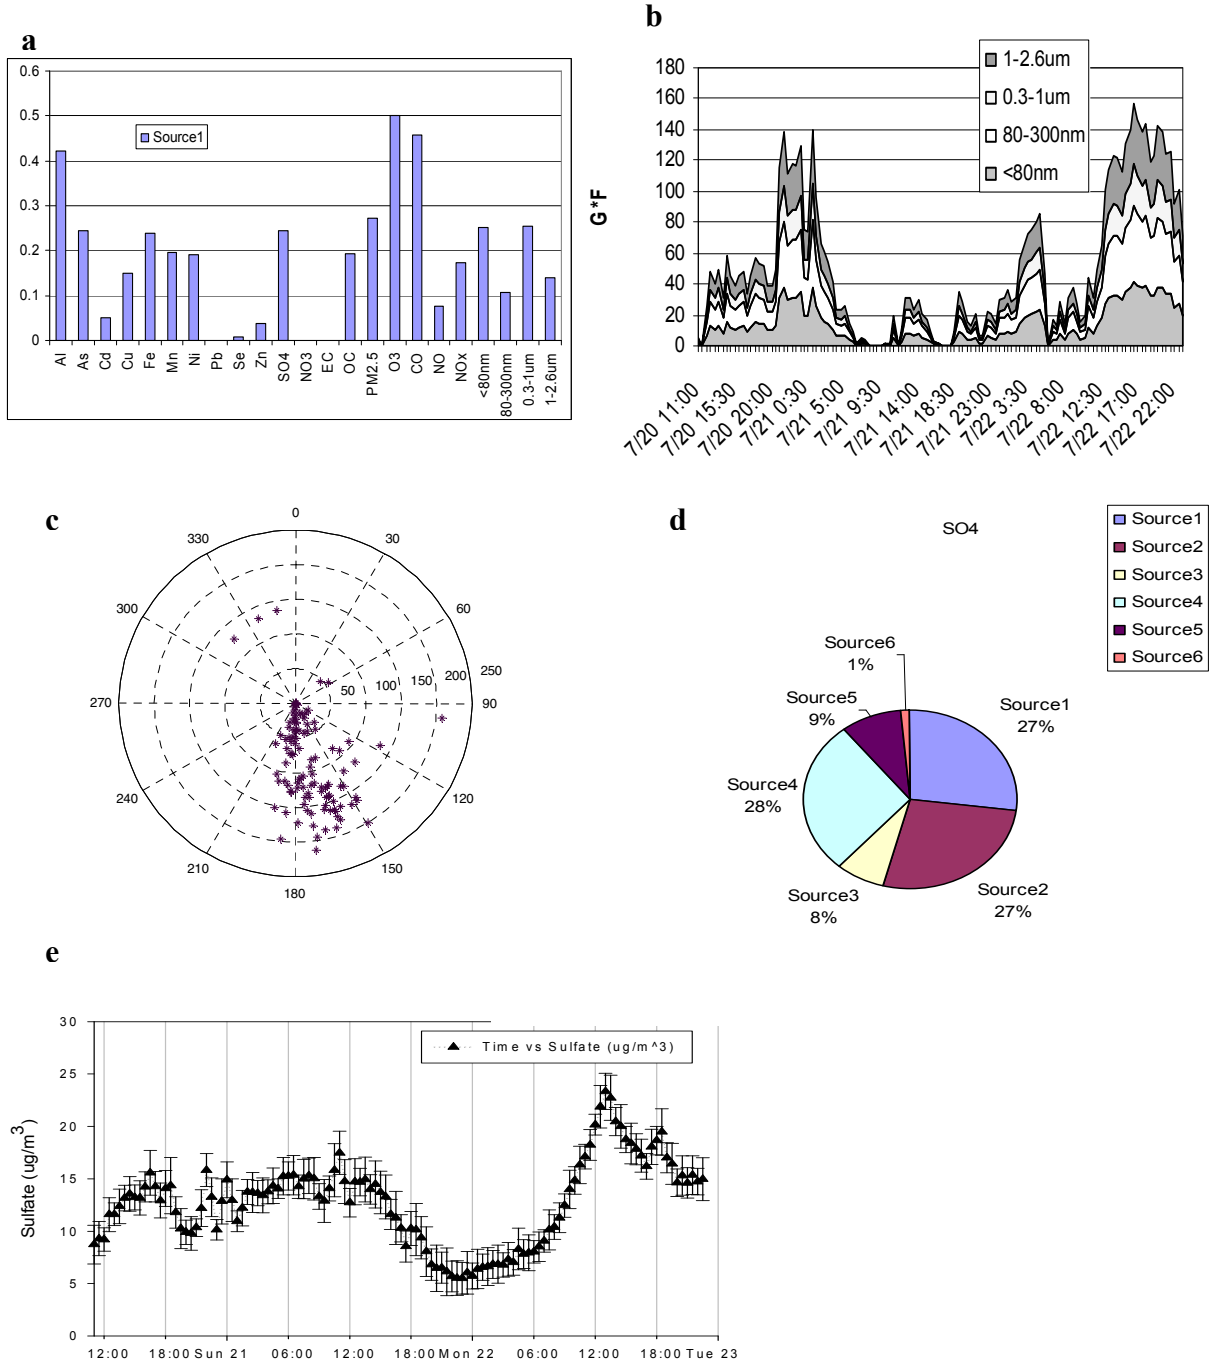 a
0.6
0.5
0.4
0.3
0.2
0.1
0
Source1
Al
As
Cd
Cu
Fe
Mn
Ni
Pb
Se
Zn
SO4
NO3
EC
OC
PM2.5
O3
CO
NO
NOx
<80nm
80-300nm
0.3-1um
1-2.6um
b
180
160
140
120
100
80
60
40
20
0
G*F
1-2.6um
0.3-1um
80-300nm
<80nm
7/20 11:00
7/20 15:30
7/20 20:00
7/21 0:30
7/21 5:00
7/21 9:30
7/21 14:00
7/21 18:30
7/21 23:00
7/22 3:30
7/22 8:00
7/22 12:30
7/22 17:00
7/22 22:00
c
0
30
60
90
120
150
180
210
240
270
300
330
50
100
150
200
250
d
SO4
Source1
Source2
Source3
Source4
Source5
Source6
Source6
1%
Source5
9%
Source1
27%
Source4
28%
Source3
8%
Source2
27%
e
30
25
20
15
10
5
0
Sulfate (ug/m3)
Time vs Sulfate (ug/m^3)
12:00 18:00 Sun 21 06:00 12:00 18:00 Mon 22 06:00 12:00 18:00 Tue 23